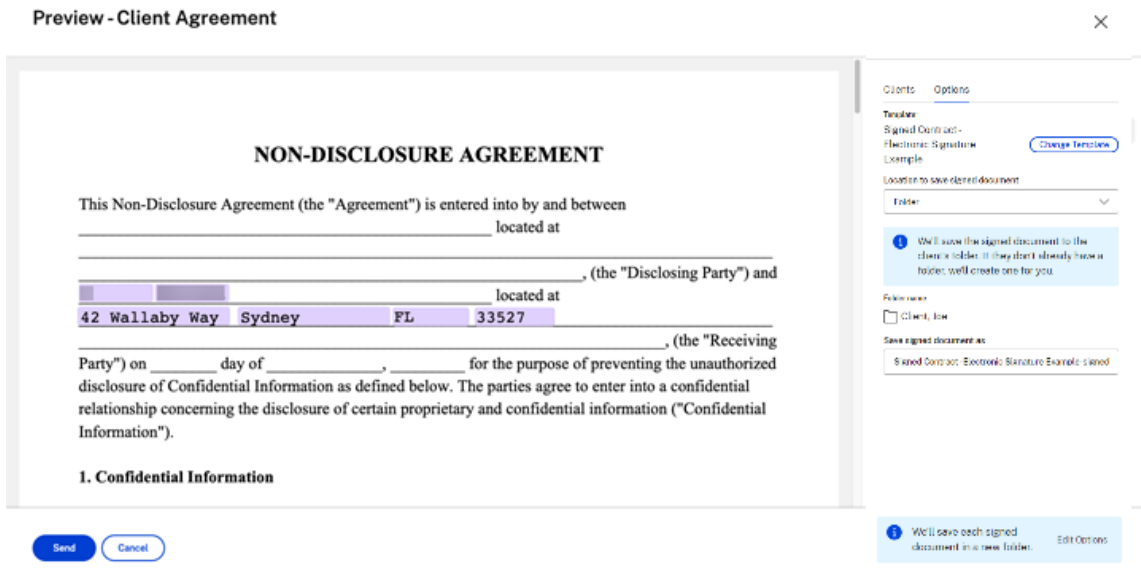 Preview - Client Agreement
NON-DISCLOSURE AGREEMENT
This Non-Disclosure Agreement (the "Agreement") is entered into by and between
located at
, (the "Disclosing Party") and
located at
42 Wallaby Way Sydney FL 33527
, (the "Receiving
Party") on ________ day of ______________, _________ for the purpose of preventing the unauthorized
disclosure of Confidential Information as defined below. The parties agree to enter into a confidential
relationship concerning the disclosure of certain proprietary and confidential information ("Confidential
Information").
1. Confidential Information
Clients Options
Template
Signed Contract -
Electronic Signature
Example
Change Template
Location to save signed document
Folder
We'll save the signed document to the
client's folder. If they don't already have a
folder, we'll create one for you.
Folder name
Client, Joe
Save signed document as
Signed Contract -Electronic Signature Example-signed
Send Cancel
We'll save each signed
document in a new folder.
Edit Options